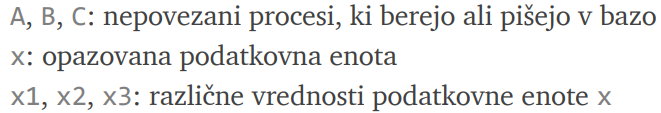 A, B, C: nepovezani procesi, ki berejo ali pišejo v bazo
x: opazovana podatkovna enota
x1, x2, x3: različne vrednosti podatkovne enote x